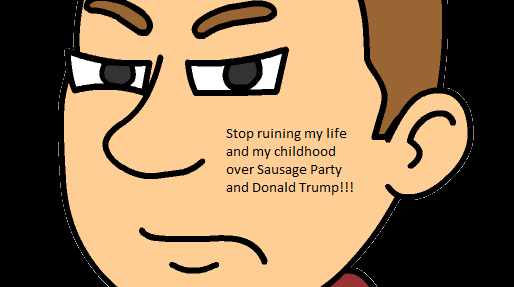 Stop ruining my life
and my childhood
over Sausage Party
and Donald Trump!!!